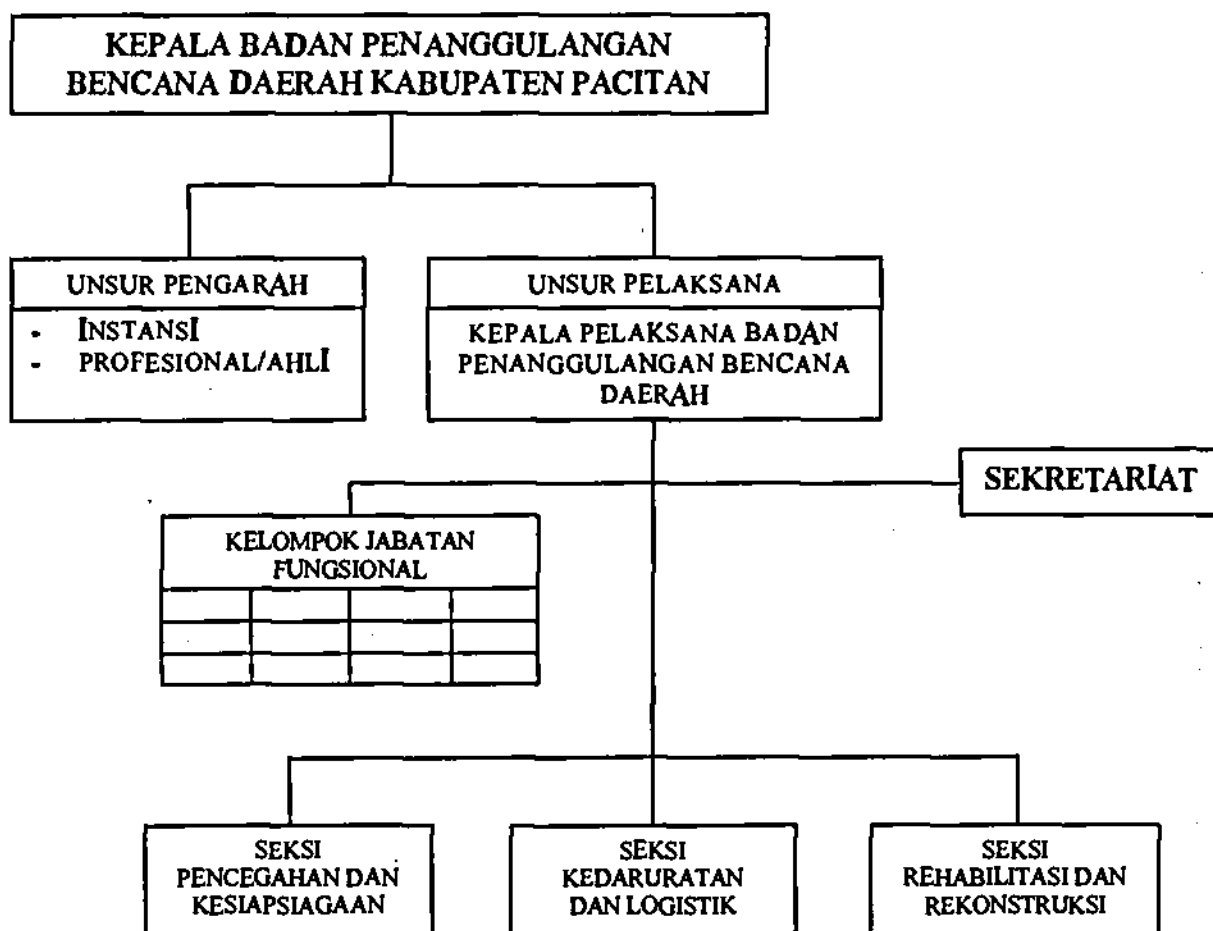 KEPALA BADAN PENANGGULANGAN
BENCANA DAERAH KABUPATEN PACITAN
UNSUR PENGARAH
- INSTANSI
- PROFESIONAL/AHLI
UNSUR PELAKSANA
KEPALA PELAKSANA BADAN
PENANGGULANGAN BENCANA
DAERAH
SEKRETARIAT
KELOMPOK JABATAN
FUNGSIONAL
SEKSI
PENCEGAHAN DAN
KESIAPSIAGAAN
SEKSI
KEDARURATAN
DAN LOGISTIK
SEKSI
REHABILITASI DAN
REKONSTRUKSI